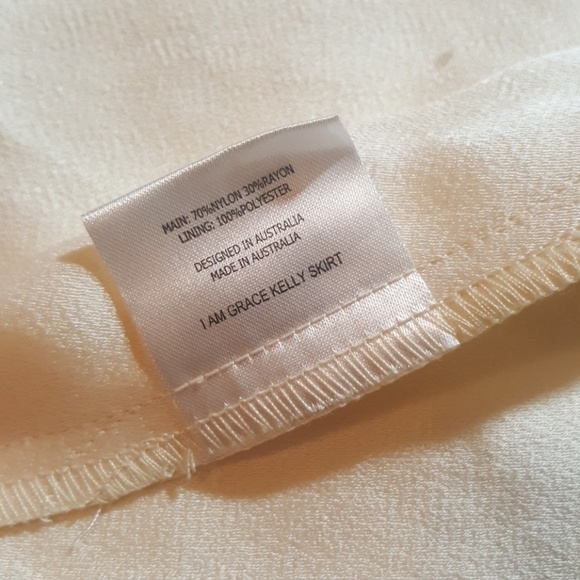 MAIN: 70%NYLON 30%RAYON
LINING: 100%POLYESTER
DESIGNED IN AUSTRALIA
MADE IN AUSTRALIA
I AM GRACE KELLY SKIRT